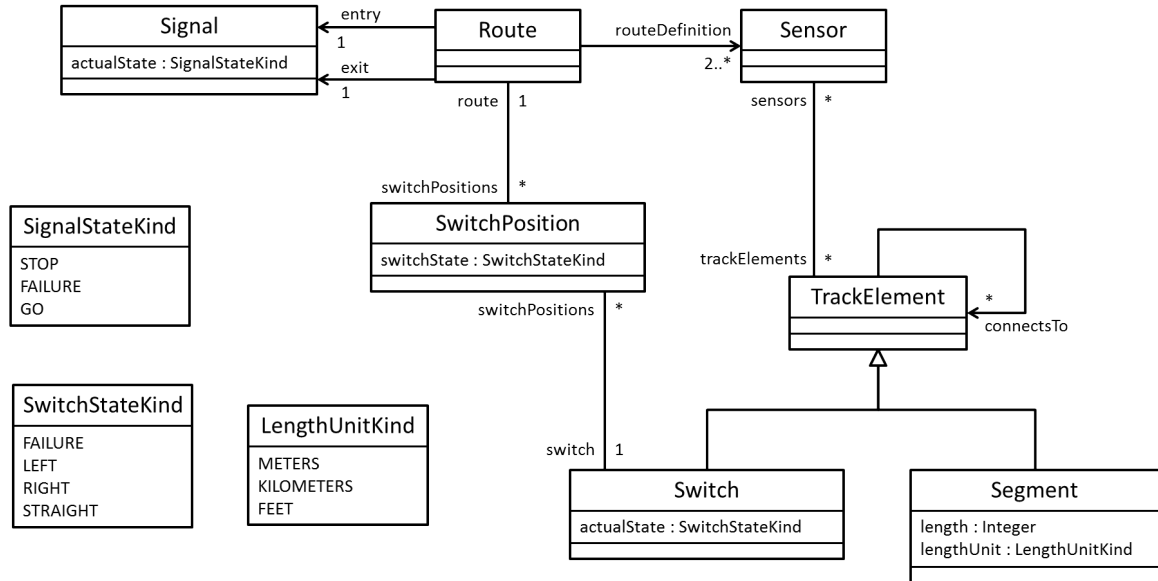 Signal
actualState : SignalStateKind
entry
1
exit
1
Route
routeDefinition
2..*
Sensor
route 1
sensors *
switchPositions *
SwitchPosition
switchState : SwitchStateKind
SignalStateKind
STOP
FAILURE
GO
trackElements *
TrackElement
*
connectsTo
switchPositions *
SwitchStateKind
FAILURE
LEFT
RIGHT
STRAIGHT
LengthUnitKind
METERS
KILOMETERS
FEET
switch 1
Switch
actualState : SwitchStateKind
Segment
length : Integer
lengthUnit : LengthUnitKind